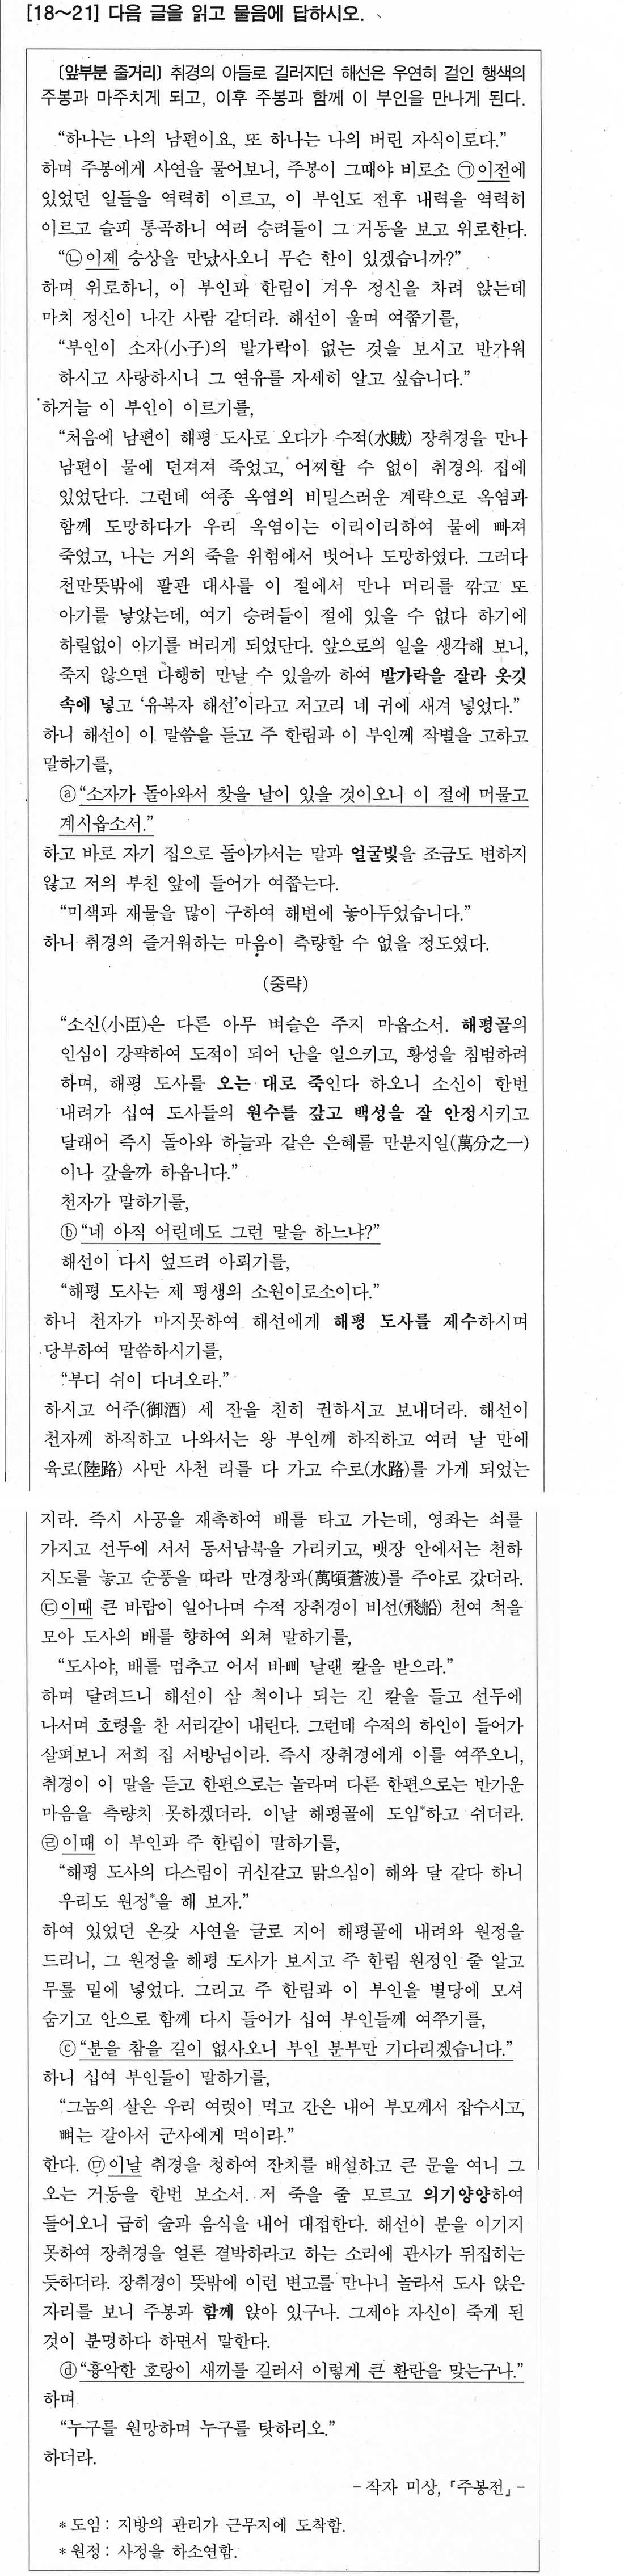 [18~21] 다음 글을 읽고 물음에 답하시오.
〔앞부분 줄거리〕 취경의 아들로 길러지던 해선은 우연히 걸인 행색의
주봉과 마주치게 되고, 이후 주봉과 함께 이 부인을 만나게 된다.
“하나는 나의 남편이요, 또 하나는 나의 버린 자식이로다.”
하며 주봉에게 사연을 물어보니, 주봉이 그때야 비로소 ㉠이전에
있었던 일들을 역력히 이르고, 이 부인도 전후 내력을 역력히
이르고 슬피 통곡하니 여러 승려들이 그 거동을 보고 위로한다.
“㉡이제 승상을 만났사오니 무슨 한이 있겠습니까?”
하며 위로하니, 이 부인과 한림이 겨우 정신을 차려 앉는데
마치 정신이 나간 사람 같더라. 해선이 울며 여쭙기를,
“부인이 소자(小子)의 발가락이 없는 것을 보시고 반가워
하시고 사랑하시니 그 연유를 자세히 알고 싶습니다.”
하거늘 이 부인이 이르기를,
“처음에 남편이 해평 도사로 오다가 수적(水賊) 장취경을 만나
남편이 물에 던져져 죽었고, 어찌할 수 없이 취경의 집에
있었단다. 그런데 여종 옥염의 비밀스러운 계략으로 옥염과
함께 도망하다가 우리 옥염이는 이리이리하여 물에 빠져
죽었고, 나는 거의 죽을 위험에서 벗어나 도망하였다. 그러다
천만뜻밖에 팔관 대사를 이 절에서 만나 머리를 깎고 또
아기를 낳았는데, 여기 승려들이 절에 있을 수 없다 하기에
하릴없이 아기를 버리게 되었단다. 앞으로의 일을 생각해 보니,
죽지 않으면 다행히 만날 수 있을까 하여 발가락을 잘라 옷깃
속에 넣고 ‘유복자 해선’이라고 저고리 네 귀에 새겨 넣었다.”
하니 해선이 이 말씀을 듣고 주 한림과 이 부인께 작별을 고하고
말하기를,
ⓐ“소자가 돌아와서 찾을 날이 있을 것이오니 이 절에 머물고
계시옵소서.”
하고 바로 자기 집으로 돌아가서는 말과 얼굴빛을 조금도 변하지
않고 저의 부친 앞에 들어가 여쭙는다.
“미색과 재물을 많이 구하여 해변에 놓아두었습니다.”
하니 취경의 즐거워하는 마음이 측량할 수 없을 정도였다.
(중략)
“소신(小臣)은 다른 아무 벼슬은 주지 마옵소서. 해평골의
인심이 강퍅하여 도적이 되어 난을 일으키고, 황성을 침범하려
하며, 해평 도사를 오는 대로 죽인다 하오니 소신이 한번
내려가 십여 도사들의 원수를 갚고 백성을 잘 안정시키고
달래어 즉시 돌아와 하늘과 같은 은혜를 만분지일(萬分之一)
이나 갚을까 하옵니다.”
천자가 말하기를,
ⓑ“네 아직 어린데도 그런 말을 하느냐?”
해선이 다시 엎드려 아뢰기를,
“해평 도사는 제 평생의 소원이로소이다.”
하니 천자가 마지못하여 해선에게 해평 도사를 제수하시며
당부하여 말씀하시기를,
“부디 쉬이 다녀오라.”
하시고 어주(御酒) 세 잔을 친히 권하시고 보내더라. 해선이
천자께 하직하고 나와서는 왕 부인께 하직하고 여러 날 만에
육로(陸路) 사만 사천 리를 다 가고 수로(水路)를 가게 되었는
지라. 즉시 사공을 재촉하여 배를 타고 가는데, 영좌는 쇠를
가지고 선두에 서서 동서남북을 가리키고, 뱃장 안에서는 천하
지도를 놓고 순풍을 따라 만경창파(萬頃蒼波)를 주야로 갔더라.
㉢이때 큰 바람이 일어나며 수적 장취경이 비선(飛船) 천여 척을
모아 도사의 배를 향하여 외쳐 말하기를,
“도사야, 배를 멈추고 어서 바삐 날랜 칼을 받으라.”
하며 달려드니 해선이 삼 척이나 되는 긴 칼을 들고 선두에
나서며 호령을 찬 서리같이 내린다. 그런데 수적의 하인이 들어가
살펴보니 저희 집 서방님이라. 즉시 장취경에게 이를 여쭈오니,
취경이 이 말을 듣고 한편으로는 놀라며 다른 한편으로는 반가운
마음을 측량치 못하겠더라. 이날 해평골에 도임*하고 쉬더라.
㉣이때 이 부인과 주 한림이 말하기를,
“해평 도사의 다스림이 귀신같고 맑으심이 해와 달 같다 하니
우리도 원정*을 해 보자.”
하여 있었던 온갖 사연을 글로 지어 해평골에 내려와 원정을
드리니, 그 원정을 해평 도사가 보시고 주 한림 원정인 줄 알고
무릎 밑에 넣었다. 그리고 주 한림과 이 부인을 별당에 모셔
숨기고 안으로 함께 다시 들어가 십여 부인들께 여쭈기를,
ⓒ“분을 참을 길이 없사오니 부인 분부만 기다리겠습니다.”
하니 십여 부인들이 말하기를,
“그놈의 살은 우리 여럿이 먹고 간은 내어 부모께서 잡수시고,
뼈는 갈아서 군사에게 먹이라.”
한다. ㉤이날 취경을 청하여 잔치를 배설하고 큰 문을 여니 그
오는 거동을 한번 보소서. 저 죽을 줄 모르고 의기양양하여
들어오니 급히 술과 음식을 내어 대접한다. 해선이 분을 이기지
못하여 장취경을 얼른 결박하라고 하는 소리에 관사가 뒤집히는
듯하더라. 장취경이 뜻밖에 이런 변고를 만나니 놀라서 도사 앉은
자리를 보니 주봉과 함께 앉아 있구나. 그제야 자신이 죽게 된
것이 분명하다 하면서 말한다.
ⓓ“흉악한 호랑이 새끼를 길러서 이렇게 큰 환란을 맞는구나.”
하며
“누구를 원망하며 누구를 탓하리오.”
하더라.
- 작자 미상, ｢주봉전｣ -
* 도임 : 지방의 관리가 근무지에 도착함.
* 원정 : 사정을 하소연함.